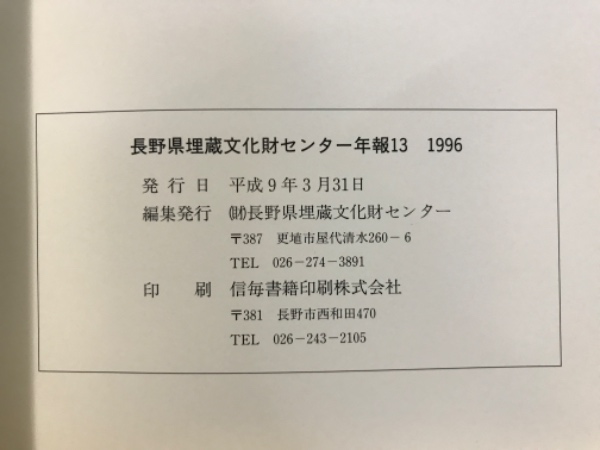 長野県埋蔵文化財センター年報13　1996
発行日　平成9年3月31日
編集発行　㈶長野県埋蔵文化財センター
〒387　更埴市屋代清水260－6
TEL　026－274－3891
印　刷　信毎書籍印刷株式会社
〒381　長野市西和田470
TEL　026－243－2105